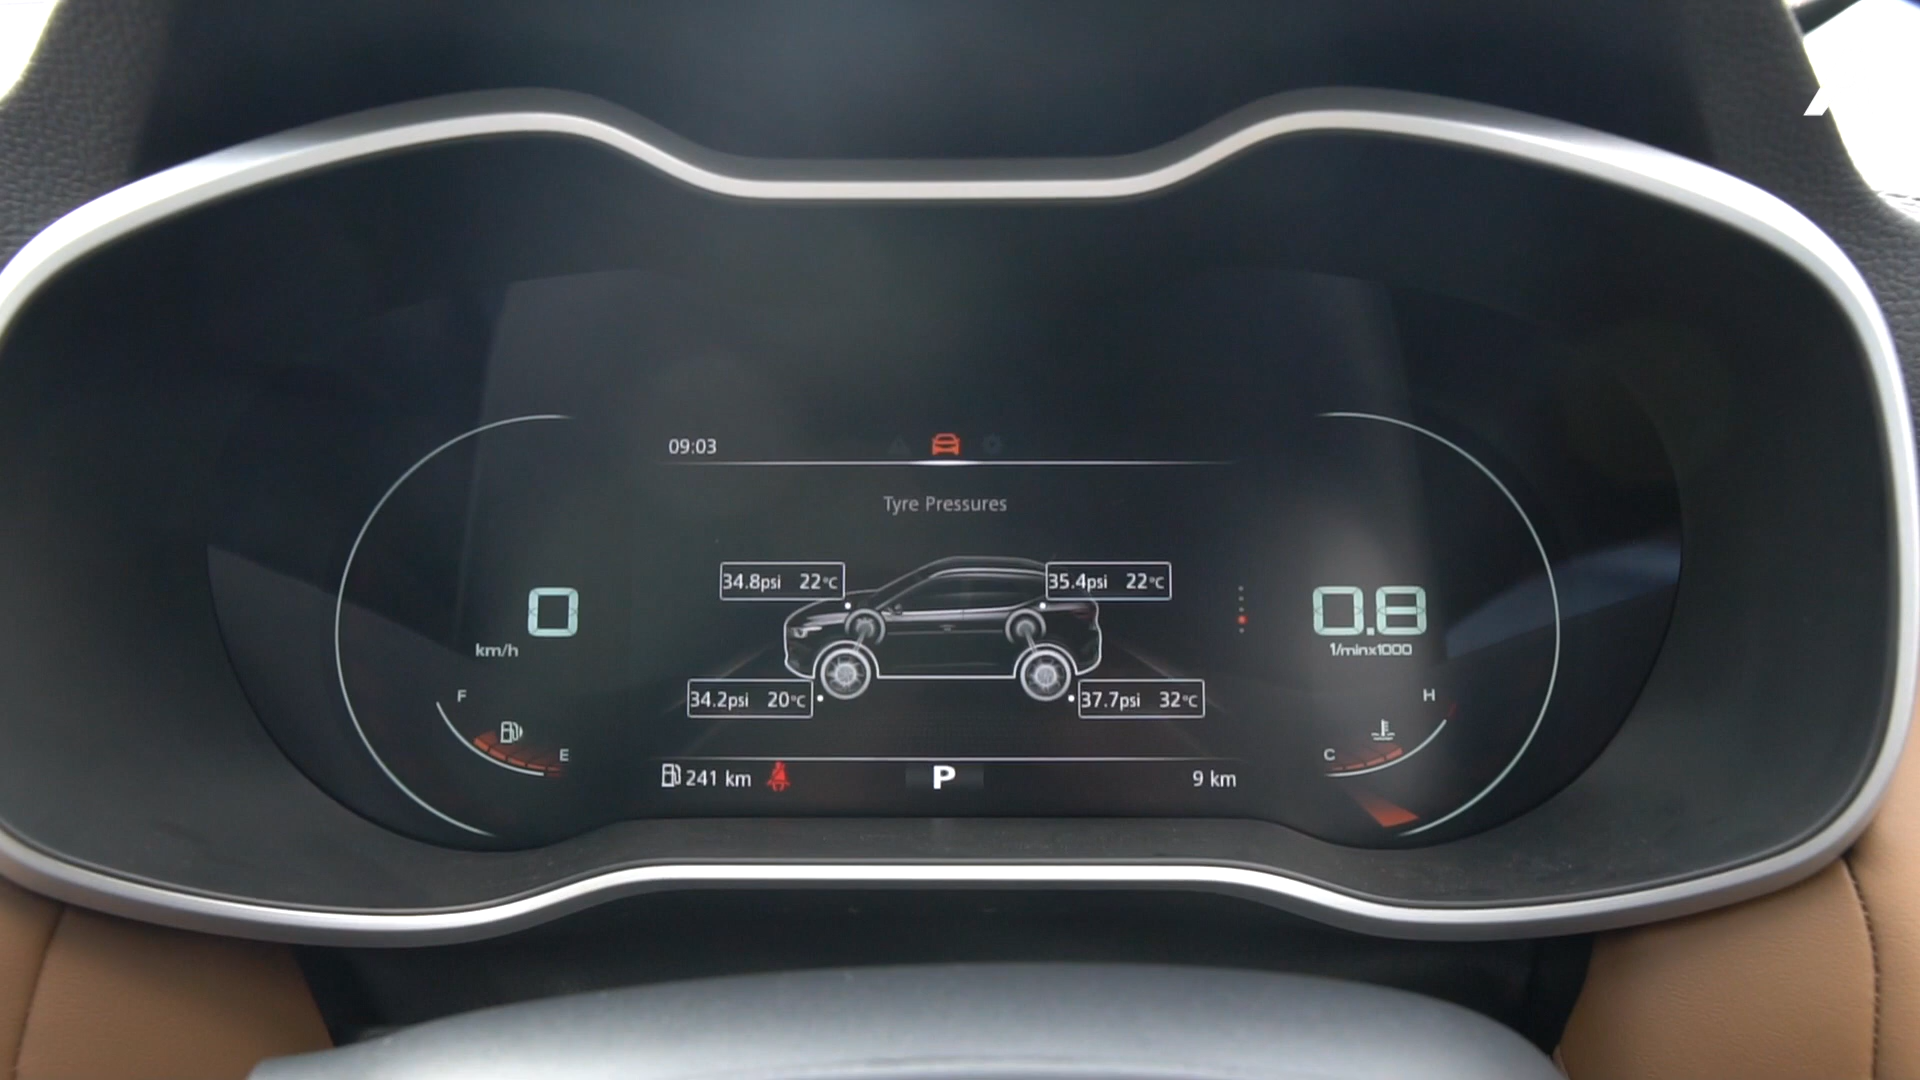 09:03
Tyre Pressures
34.8psi 22°C
35.4psi 22°C
0
km/h
0.8
1/minx1000
34.2psi 20°C
37.7psi 32°C
F
E
H
C
241 km
P
9 km